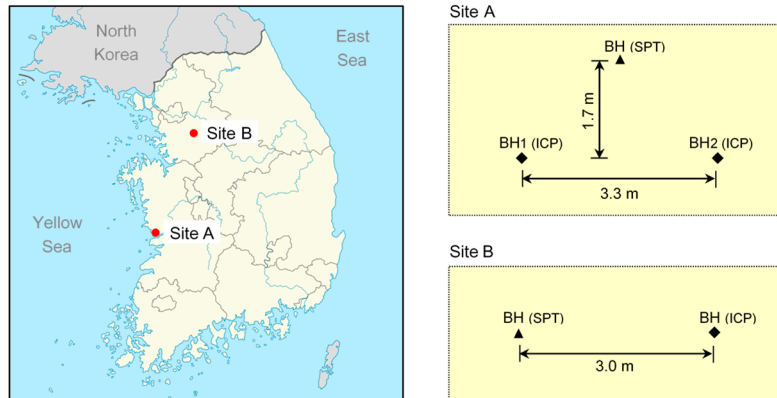 North
Korea
East
Sea
Site B
Yellow
Sea
Site A
Site A
BH (SPT)
1.7 m
BH1 (ICP)
BH2 (ICP)
3.3 m
Site B
BH (SPT)
BH (ICP)
3.0 m